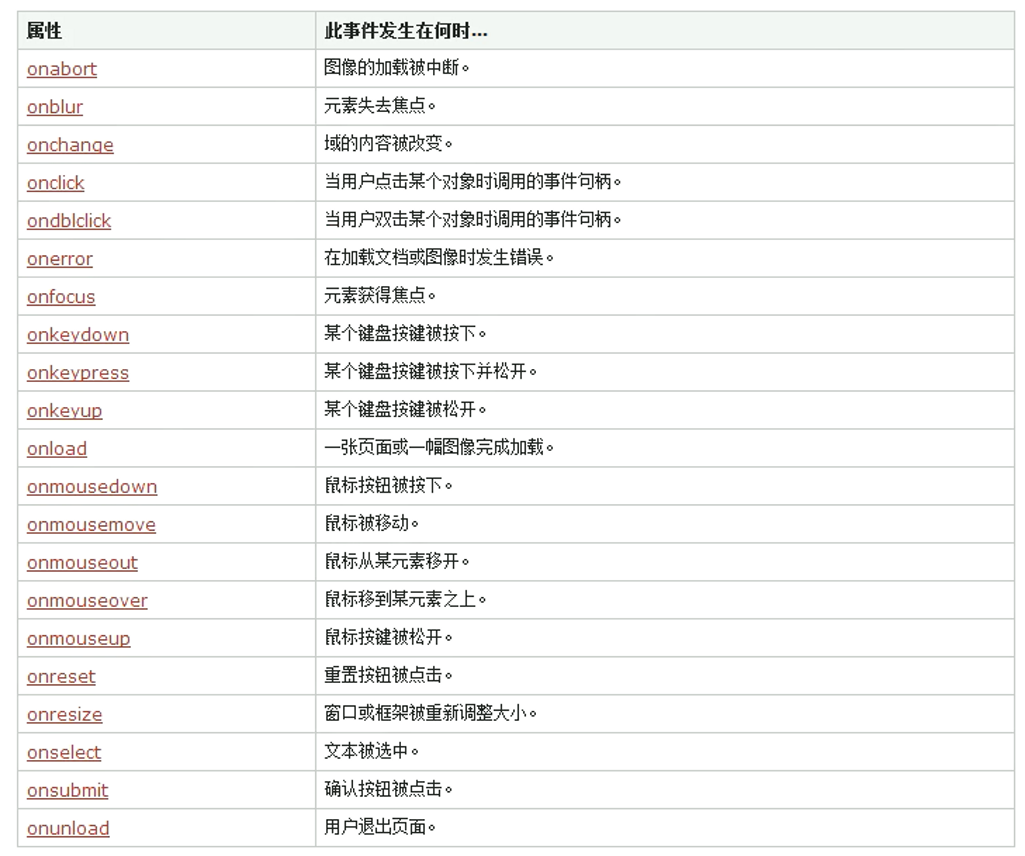 属性 此事件发生在何时...
onabort 图像的加载被中断。
onblur 元素失去焦点。
onchange 域的内容被改变。
onclick 当用户点击某个对象时调用的事件句柄。
ondblclick 当用户双击某个对象时调用的事件句柄。
onerror 在加载文档或图像时发生错误。
onfocus 元素获得焦点。
onkeydown 某个键盘按键被按下。
onkeypress 某个键盘按键被按下并松开。
onkeyup 某个键盘按键被松开。
onload 一张页面或一幅图像完成加载。
onmousedown 鼠标按钮被按下。
onmousemove 鼠标被移动。
onmouseout 鼠标从某元素移开。
onmouseover 鼠标移到某元素之上。
onmouseup 鼠标按键被松开。
onreset 重置按钮被点击。
onresize 窗口或框架被重新调整大小。
onselect 文本被选中。
onsubmit 确认按钮被点击。
onunload 用户退出页面。